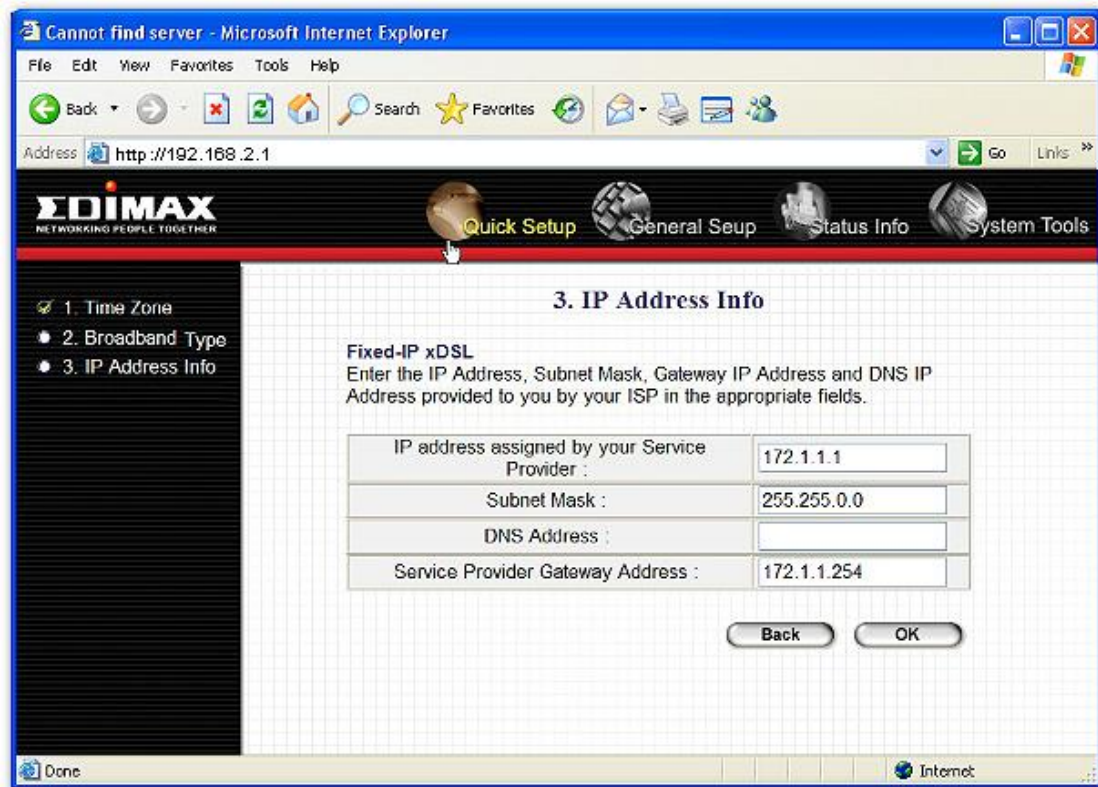 Cannot find server - Microsoft Internet Explorer
File Edit View Favorites Tools Help
Back Search Favorites
Address http://192.168.2.1 Go Links »
EDIMAX
NETWORKING PEOPLE TOGETHER
Quick Setup General Seup Status Info System Tools
1. Time Zone
2. Broadband Type
3. IP Address Info
3. IP Address Info
Fixed-IP xDSL
Enter the IP Address, Subnet Mask, Gateway IP Address and DNS IP
Address provided to you by your ISP in the appropriate fields.
IP address assigned by your Service
Provider :
172.1.1.1
Subnet Mask : 255.255.0.0
DNS Address :
Service Provider Gateway Address : 172.1.1.254
Back OK
Done Internet